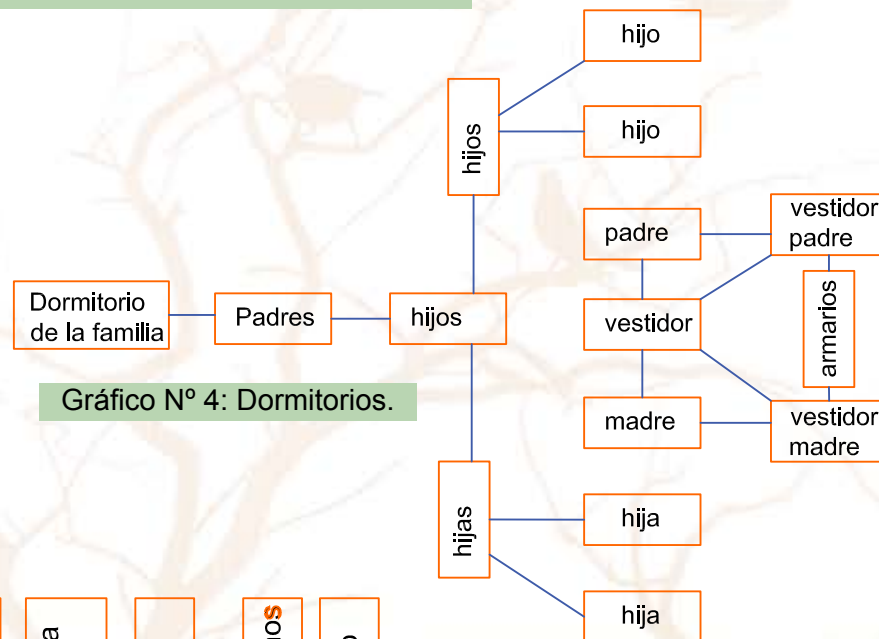 hijo
hijos
hijo
padre
vestidor
padre
Dormitorio
de la familia
Padres
hijos
vestidor
armarios
Gráfico Nº 4: Dormitorios.
madre
vestidor
madre
hijas
hija
hija